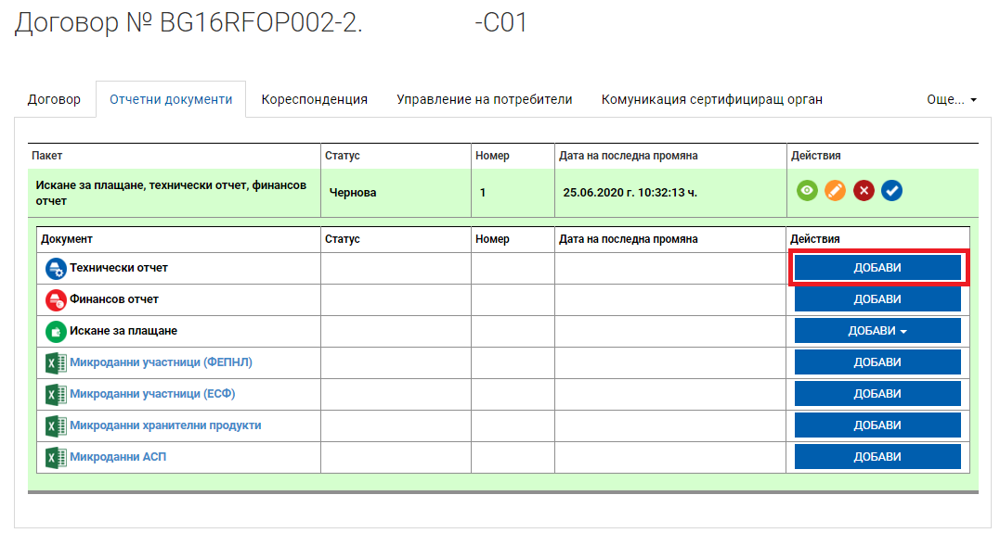 Договор № BG16RFOP002-2. -C01
Договор Отчетни документи Кореспонденция Управление на потребители Комуникация сертифициращ орган Още...
Пакет Статус Номер Дата на последна промяна Действия
Искане за плащане, технически отчет, финансов
отчет
Чернова 1 25.06.2020 г. 10:32:13 ч.
Документ Статус Номер Дата на последна промяна Действия
Технически отчет ДОБАВИ
Финансов отчет ДОБАВИ
Искане за плащане ДОБАВИ
Микроданни участници (ФЕПНЛ) ДОБАВИ
Микроданни участници (ЕСФ) ДОБАВИ
Микроданни хранителни продукти ДОБАВИ
Микроданни АСП ДОБАВИ